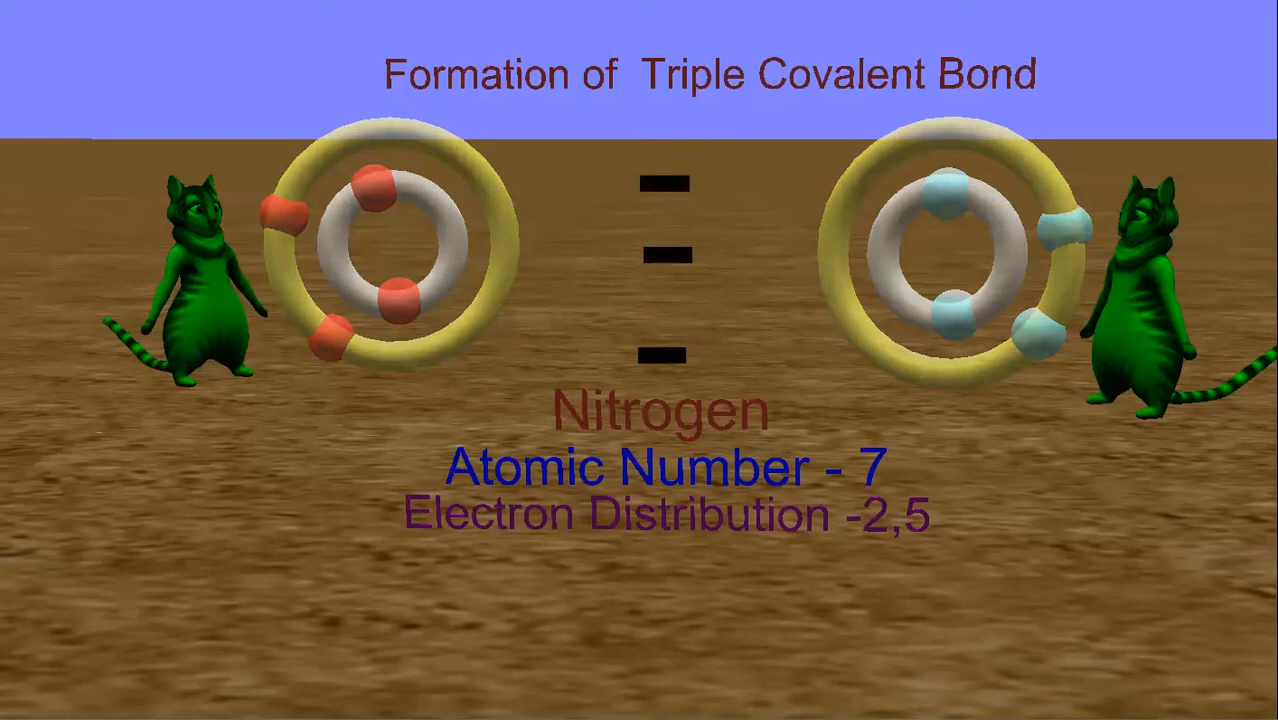 Formation of Triple Covalent Bond
Nitrogen
Atomic Number - 7
Electron Distribution -2,5